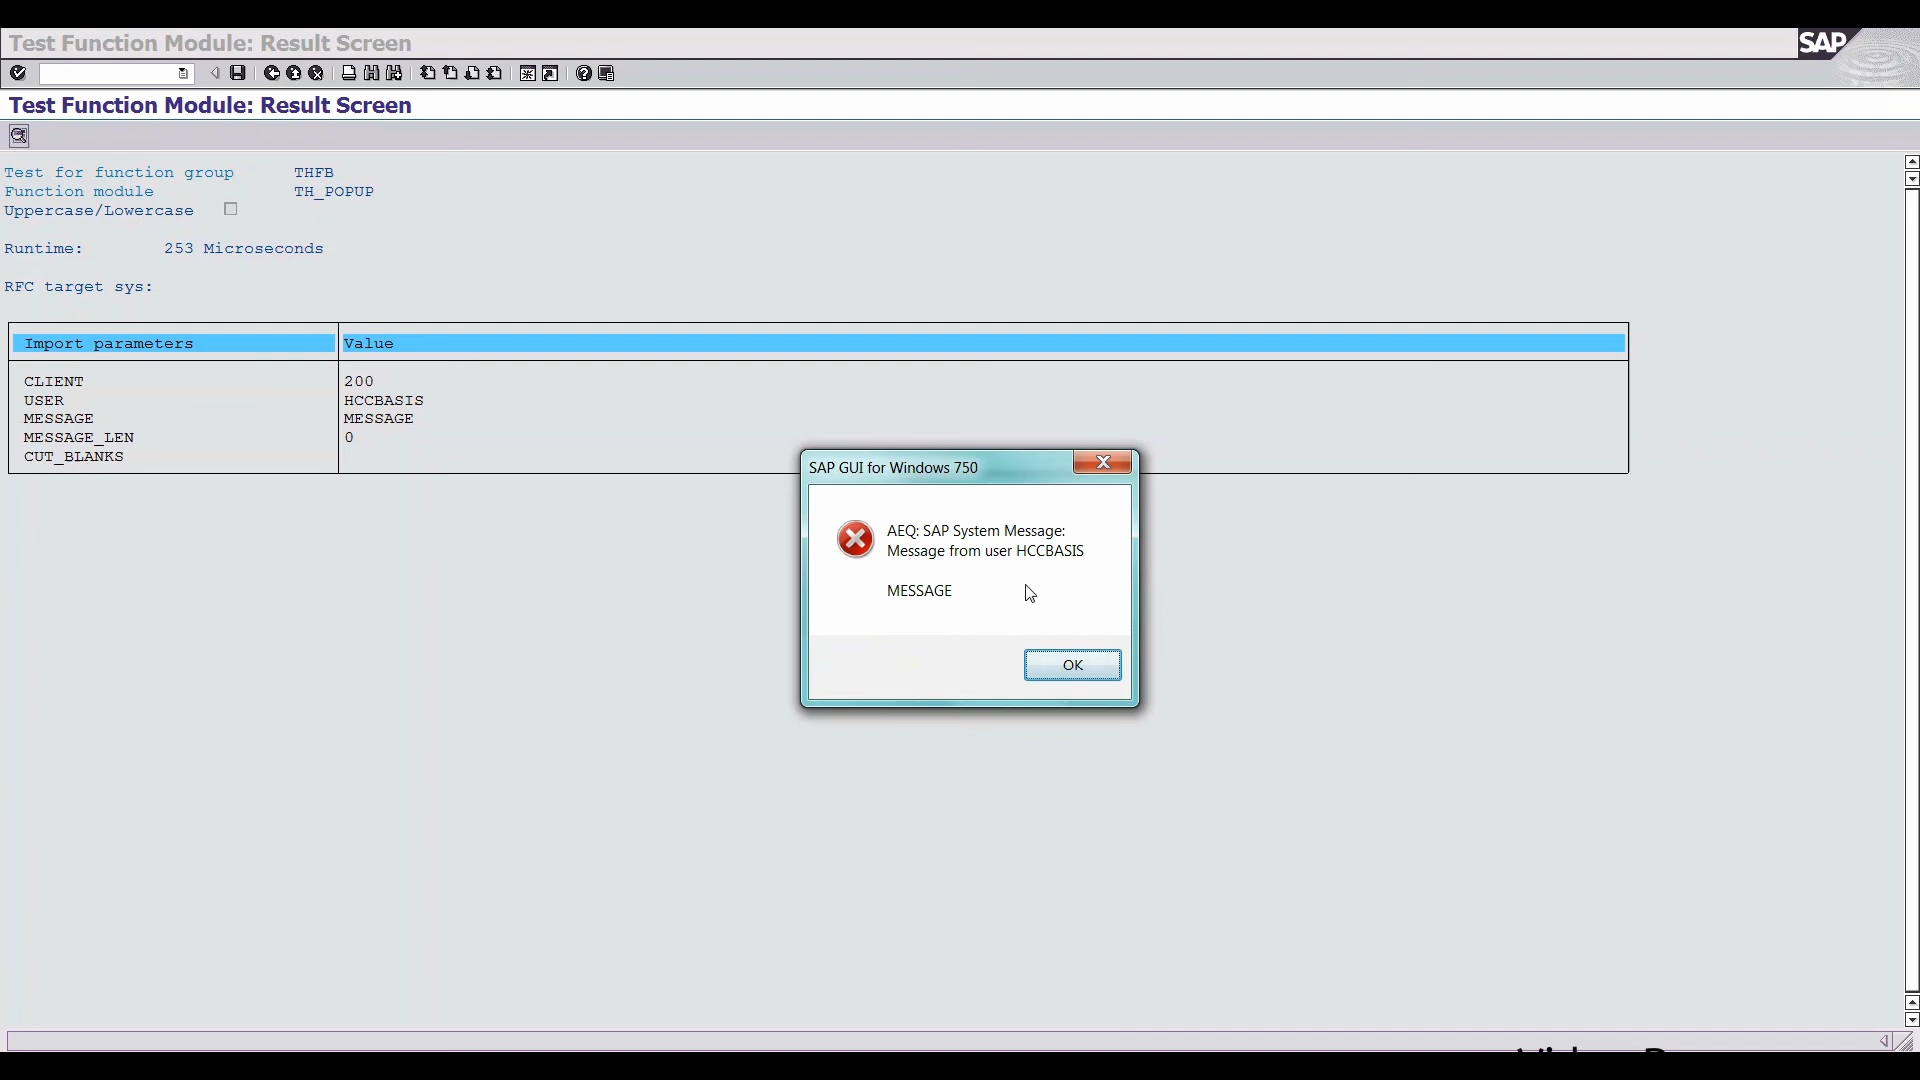 Test Function Module: Result Screen
SAP
Test Function Module: Result Screen
Test for function group THFB
Function module TH_POPUP
Uppercase/Lowercase
Runtime: 253 Microseconds
RFC target sys:
Import parameters Value
CLIENT 200
USER HCCBASIS
MESSAGE MESSAGE
MESSAGE_LEN 0
CUT_BLANKS
SAP GUI for Windows 750
AEQ: SAP System Message:
Message from user HCCBASIS
MESSAGE
OK